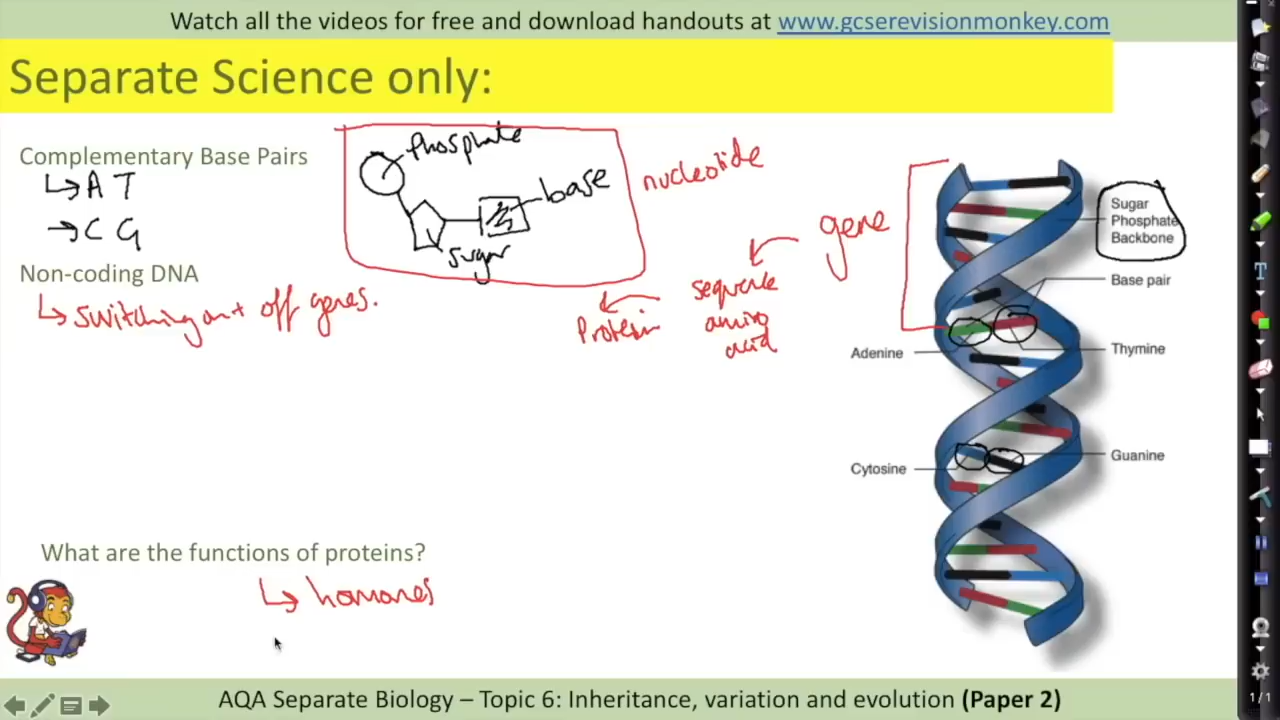 Watch all the videos for free and download handouts at www.gcserevisionmonkey.com
Separate Science only:
Complementary Base Pairs
↳ A T
→ C G
Phosphate
base
sugar
nucleotide
gene
sequence
amino
acid
Protein
Non-coding DNA
↳ switching on + off genes.
Sugar
Phosphate
Backbone
Base pair
Adenine
Thymine
Cytosine
Guanine
What are the functions of proteins?
↳ hormones
AQA Separate Biology – Topic 6: Inheritance, variation and evolution (Paper 2)
1/1